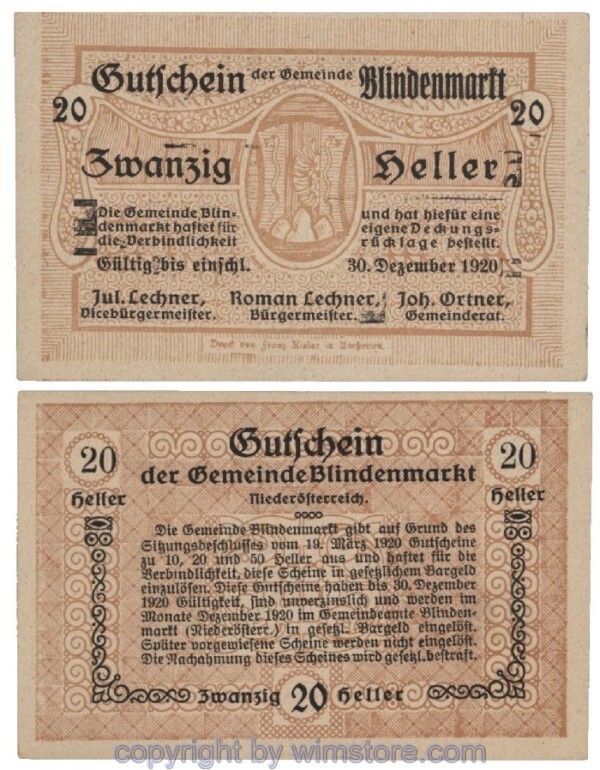 Gutschein der Gemeinde Blindenmarkt
20 20
Zwanzig Heller
Die Gemeinde Blin-
denmarkt haftet für
die Verbindlichkeit
und hat hiefür eine
eigene Deckungs-
rücklage bestellt.
Gültig bis einschl. 30. Dezember 1920
Jul. Lechner, Roman Lechner, Joh. Ortner,
Vicebürgermeister. Bürgermeister. Gemeinderat.
Druck von Franz in
20 Gutschein 20
der Gemeinde Blindenmarkt
Heller Niederösterreich. Heller
Die Gemeinde Blindenmarkt gibt auf Grund des
Sitzungsbeschlusses vom 19. März 1920 Gutscheine
zu 10, 20 und 50 Heller aus und haftet für die
Verbindlichkeit, diese Scheine in gesetzlichem Bargeld
einzulösen. Diese Gutscheine haben bis 30. Dezember
1920 Gültigkeit, sind unverzinslich und werden im
Monate Dezember 1920 im Gemeindeamte Blinden-
markt (Niederösterr.) in gesetzl. Bargeld eingelöst.
Später vorgewiesene Scheine werden nicht eingelöst.
Die Nachahmung dieses Scheines wird gesetzl. bestraft.
Zwanzig 20 Heller
copyright by wimstore.com